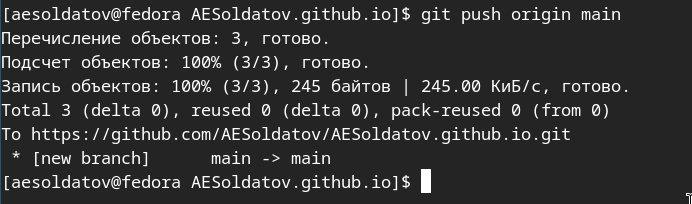 [aesoldatov@fedora AESoldatov.github.io]$ git push origin main
Перечисление объектов: 3, готово.
Подсчет объектов: 100% (3/3), готово.
Запись объектов: 100% (3/3), 245 байтов | 245.00 КиБ/с, готово.
Total 3 (delta 0), reused 0 (delta 0), pack-reused 0 (from 0)
To https://github.com/AESoldatov/AESoldatov.github.io.git
 * [new branch]      main -> main
[aesoldatov@fedora AESoldatov.github.io]$